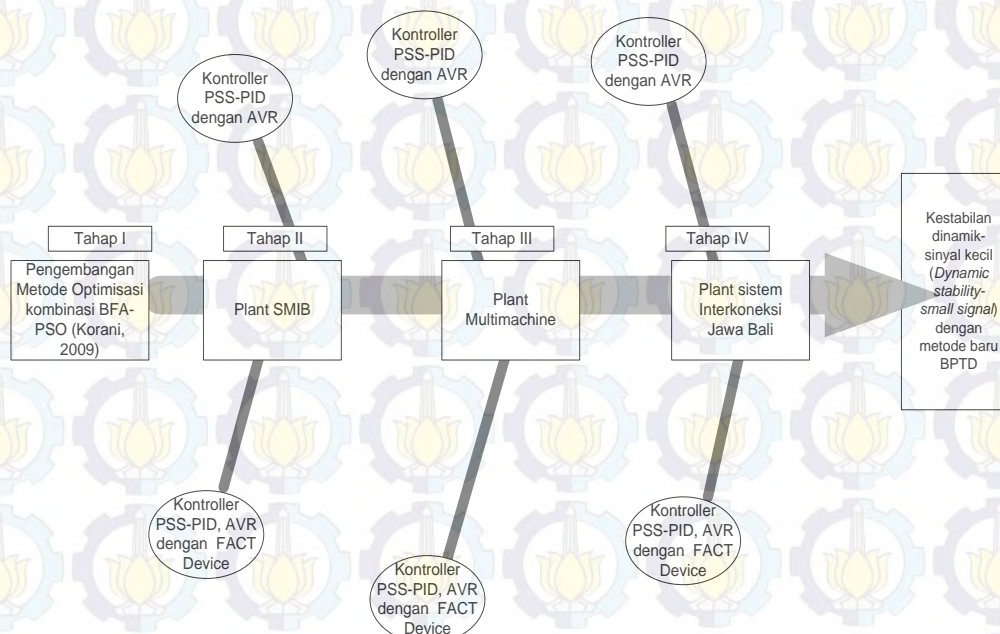 Kontroller
PSS-PID
dengan AVR
Kontroller
PSS-PID
dengan AVR
Kontroller
PSS-PID
dengan AVR
Tahap I
Pengembangan
Metode Optimisasi
kombinasi BFA-
PSO (Korani,
2009)
Tahap II
Plant SMIB
Tahap III
Plant
Multimachine
Tahap IV
Plant sistem
Interkoneksi
Jawa Bali
Kestabilan
dinamik-
sinyal kecil
(Dynamic
stability-
small signal)
dengan
metode baru
BPTD
Kontroller
PSS-PID, AVR
dengan FACT
Device
Kontroller
PSS-PID, AVR
dengan FACT
Device
Kontroller
PSS-PID, AVR
dengan FACT
Device